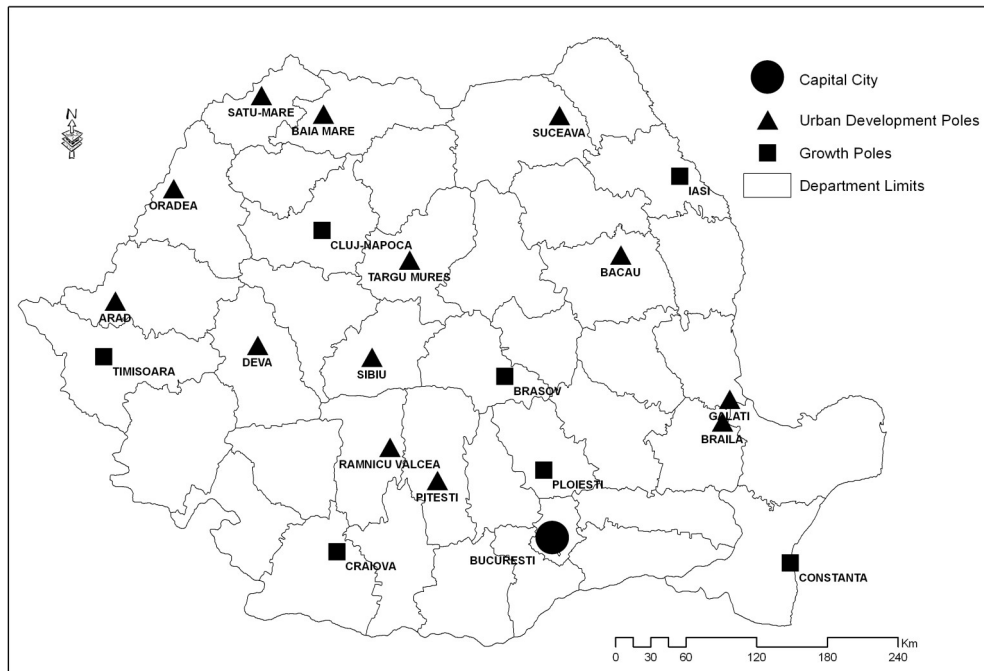 N
Capital City
Urban Development Poles
Growth Poles
Department Limits
SATU-MARE
BAIA MARE
SUCEAVA
IASI
ORADEA
CLUJ-NAPOCA
TARGU MURES
BACAU
ARAD
TIMISOARA
DEVA
SIBIU
BRASOV
GALATI
BRAILA
RAMNICU VALCEA
PITESTI
PLOIESTI
BUCURESTI
CRAIOVA
CONSTANTA
Km
0 30 60 120 180 240